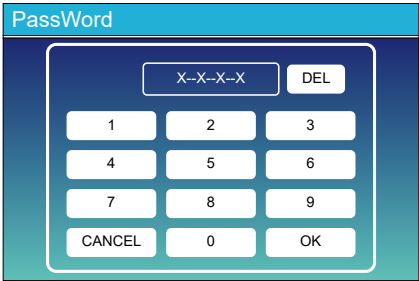 PassWord
X--X--X--X DEL
1 2 3
4 5 6
7 8 9
CANCEL 0 OK